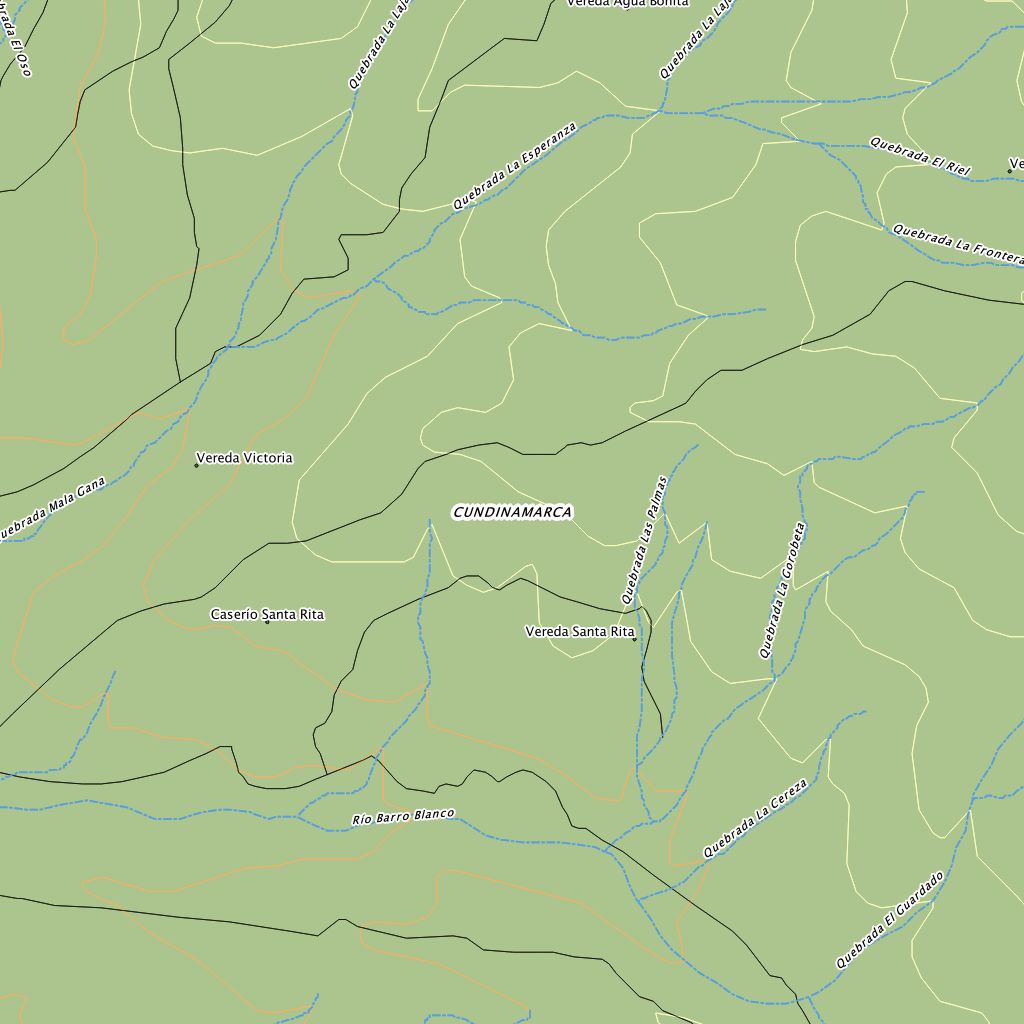 Vereda Agua Bonita
Quebrada El Oso
Quebrada La Laja
Quebrada La Laja
Quebrada La Esperanza
Quebrada El Riel
Quebrada La Frontera
Vereda Victoria
Quebrada Mala Gana
CUNDINAMARCA
Quebrada Las Palmas
Quebrada La Gorobeta
Caserío Santa Rita
Vereda Santa Rita
Río Barro Blanco
Quebrada La Cereza
Quebrada El Guardado